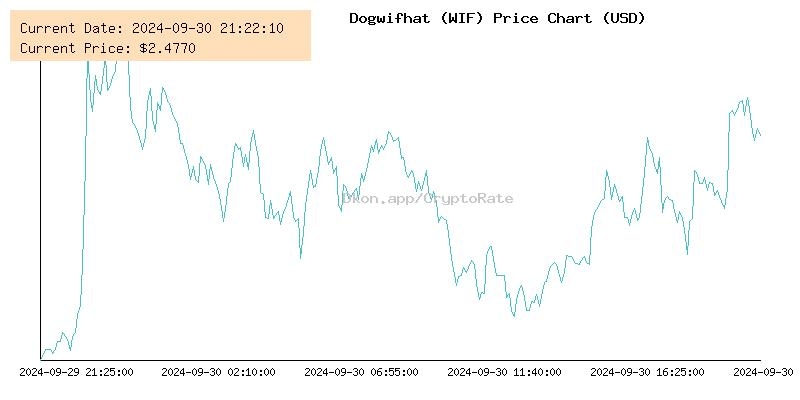 Dogwifhat (WIF) Price Chart (USD)
Current Date: 2024-09-30 21:22:10
Current Price: $2.4770
Dkon.app/CryptoRate
2024-09-29 21:25:00
2024-09-30 02:10:00
2024-09-30 06:55:00
2024-09-30 11:40:00
2024-09-30 16:25:00
2024-09-30